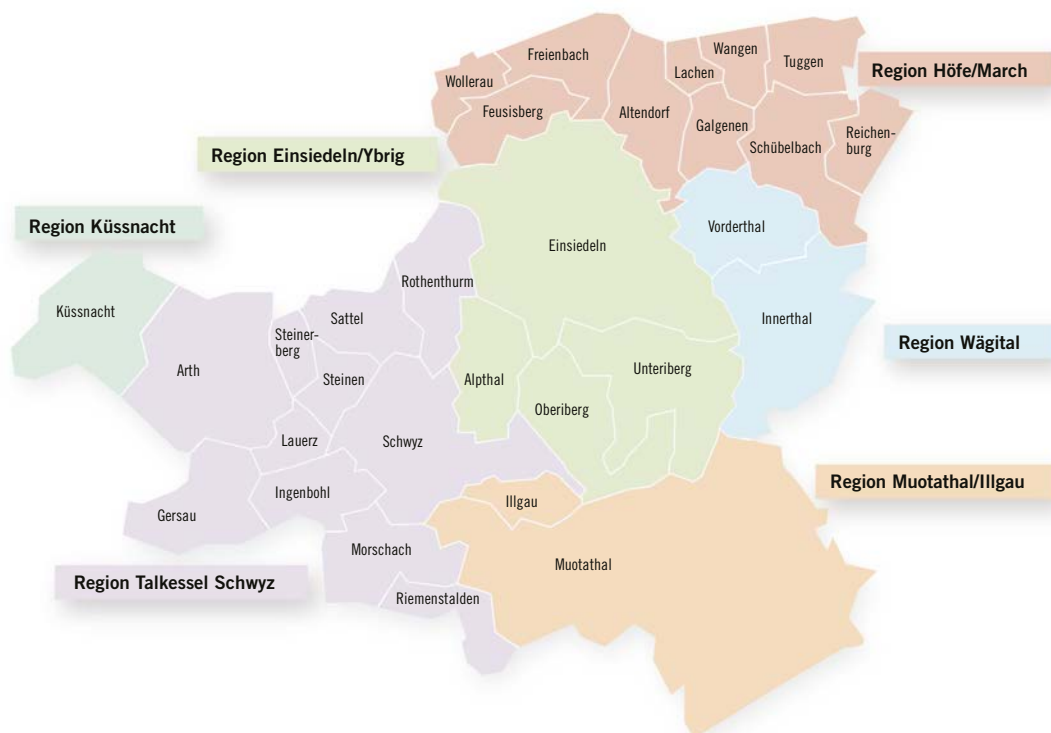 Wangen
Freienbach
Tuggen
Lachen
Region Höfe/March
Wollerau
Feusisberg
Altendorf
Galgenen
Reichen-
burg
Schübelbach
Region Einsiedeln/Ybrig
Region Küssnacht
Vorderthal
Einsiedeln
Rothenthurm
Küssnacht
Sattel
Steiner-
berg
Innerthal
Region Wägital
Arth
Steinen
Alpthal
Unteriberg
Oberiberg
Lauerz
Schwyz
Region Muotathal/Illgau
Ingenbohl
Illgau
Gersau
Morschach
Muotathal
Region Talkessel Schwyz
Riemenstalden